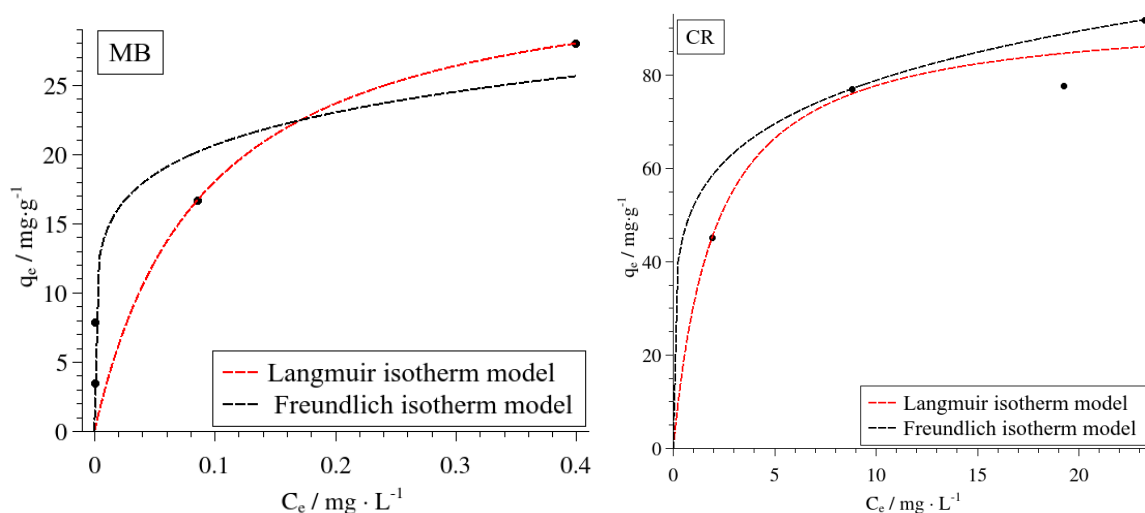 MB
25
20
15
10
5
0
q_e / mg·g⁻¹
0
0.1
0.2
0.3
0.4
C_e / mg · L⁻¹
Langmuir isotherm model
Freundlich isotherm model
CR
80
60
40
20
0
q_e / mg·g⁻¹
0
5
10
15
20
C_e / mg · L⁻¹
Langmuir isotherm model
Freundlich isotherm model